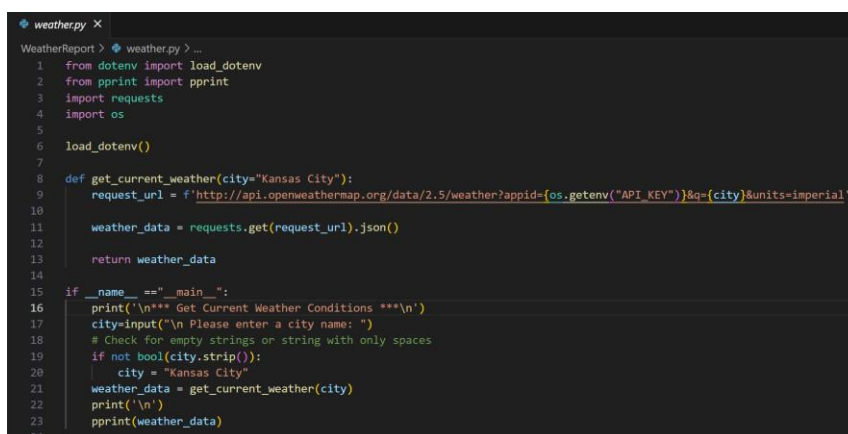 weather.py ×
WeatherReport > weather.py > ...
1 from dotenv import load_dotenv
2 from pprint import pprint
3 import requests
4 import os
5
6 load_dotenv()
7
8 def get_current_weather(city="Kansas City"):
9     request_url = f'http://api.openweathermap.org/data/2.5/weather?appid={os.getenv("API_KEY")}&q={city}&units=imperial'
10
11     weather_data = requests.get(request_url).json()
12
13     return weather_data
14
15 if __name__ =="__main__":
16     print('\n*** Get Current Weather Conditions ***\n')
17     city=input("\n Please enter a city name: ")
18     # Check for empty strings or string with only spaces
19     if not bool(city.strip()):
20         city = "Kansas City"
21     weather_data = get_current_weather(city)
22     print('\n')
23     pprint(weather_data)